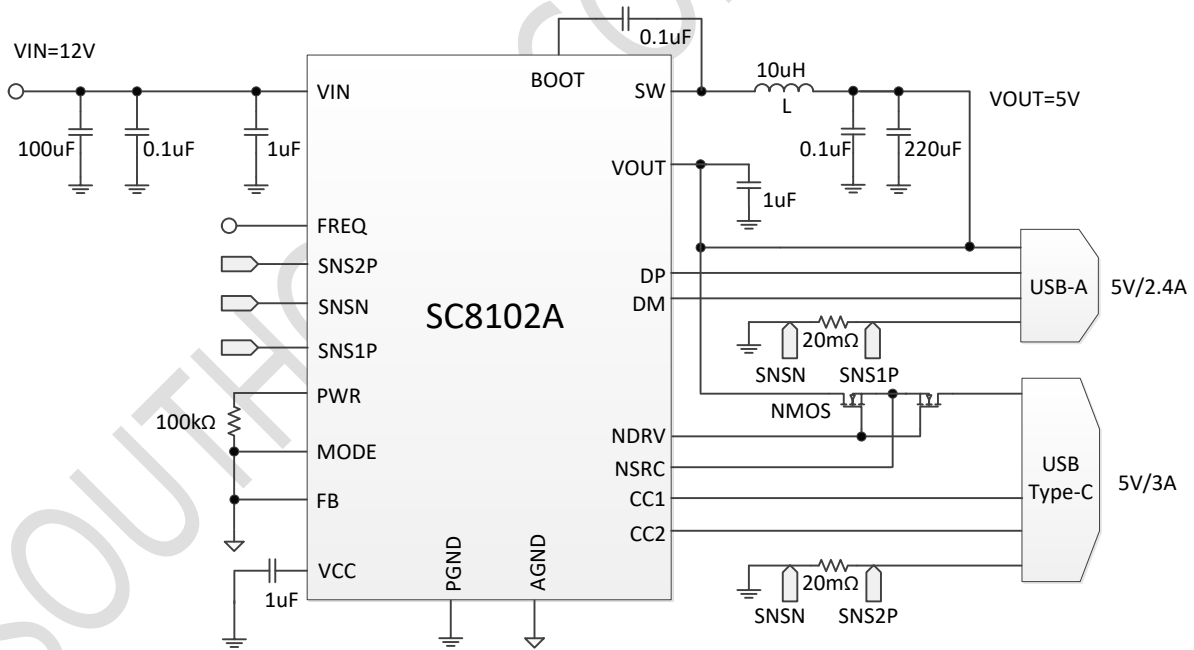 VIN=12V
100uF
0.1uF
1uF
0.1uF
BOOT
VIN
FREQ
SNS2P
SNSN
SNS1P
PWR
100kΩ
MODE
FB
VCC
1uF
PGND
AGND
SC8102A
SW
10uH
L
0.1uF
220uF
VOUT=5V
VOUT
1uF
DP
DM
USB-A
5V/2.4A
20mΩ
SNSN
SNS1P
NMOS
NDRV
NSRC
CC1
CC2
USB
Type-C
5V/3A
20mΩ
SNSN
SNS2P